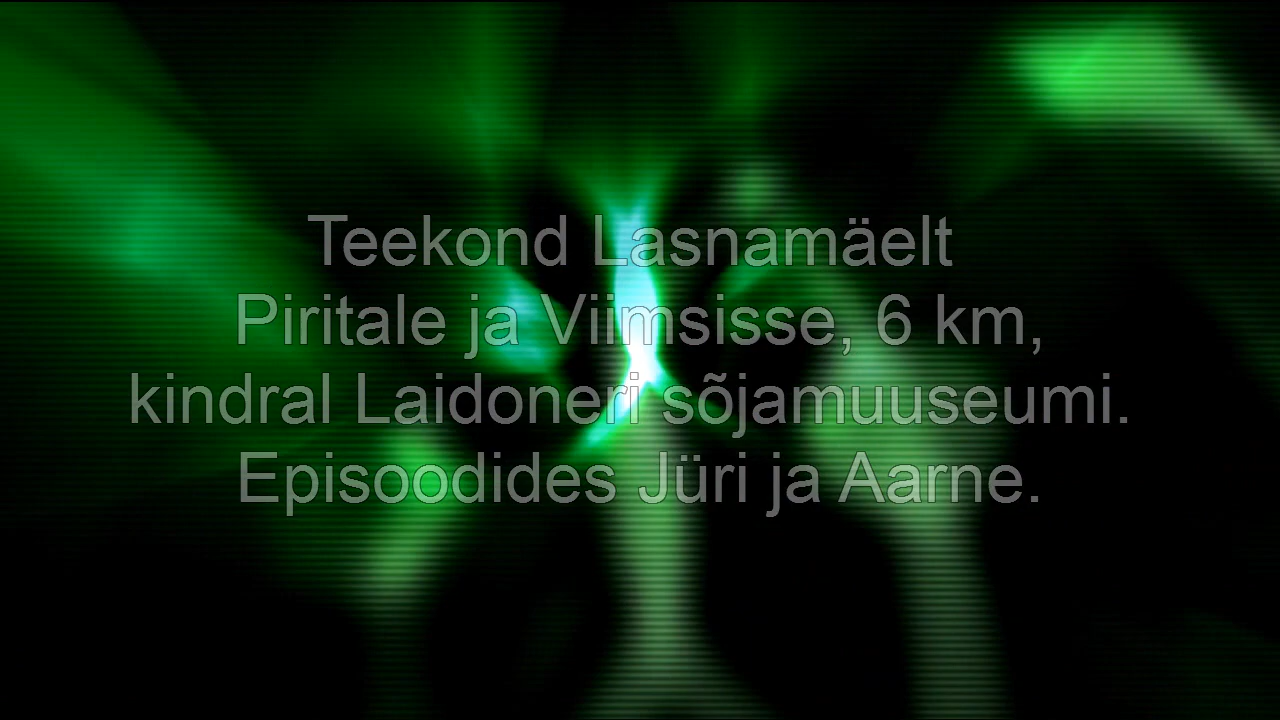 Teekond Lasnamäelt
Piritale ja Viimsisse, 6 km,
kindral Laidoneri sõjamuuseumi.
Episoodides Jüri ja Aarne.